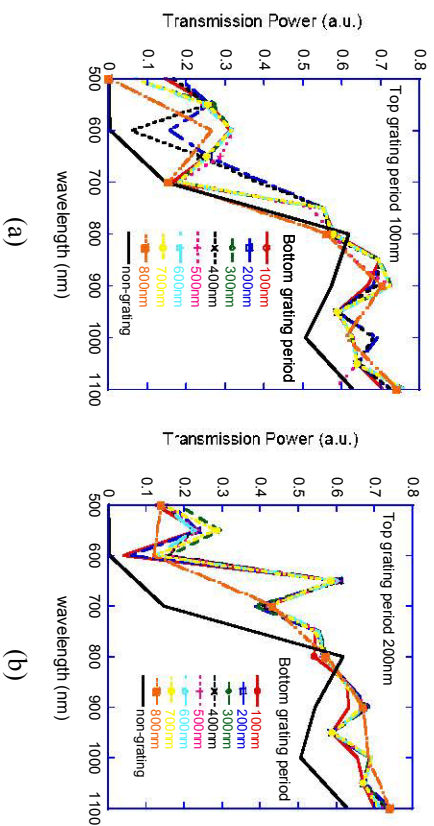 Transmission Power (a.u.)
0 0.1 0.2 0.3 0.4 0.5 0.6 0.7 0.8
Top grating period 100nm
Bottom grating period
100nm
200nm
300nm
400nm
500nm
600nm
700nm
800nm
non-grating
500 600 700 800 900 1000 1100
wavelength (nm)
(a)
Transmission Power (a.u.)
0 0.1 0.2 0.3 0.4 0.5 0.6 0.7 0.8
Top grating period 200nm
Bottom grating period
100nm
200nm
300nm
400nm
500nm
600nm
700nm
800nm
non-grating
500 600 700 800 900 1000 1100
wavelength (nm)
(b)